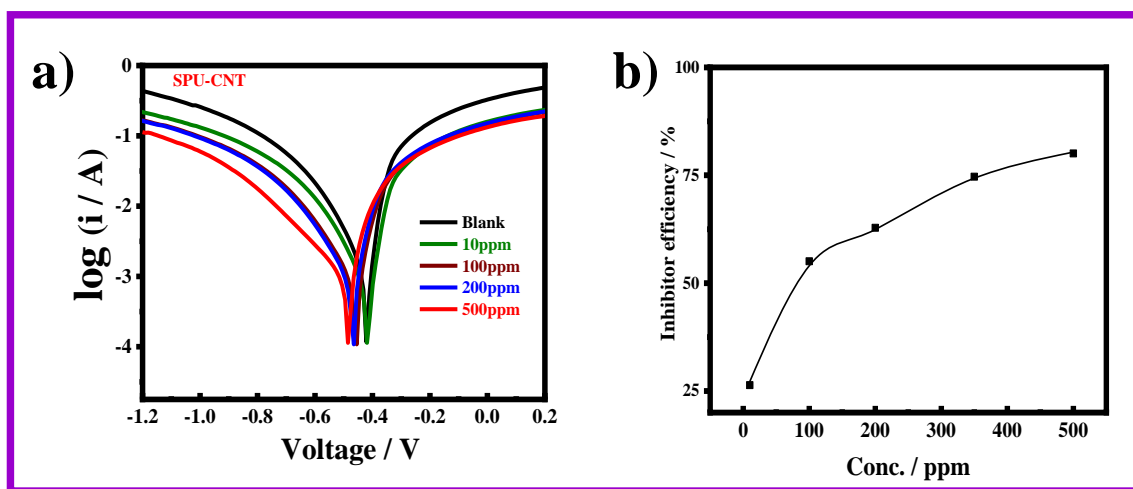 a)
SPU-CNT
log (i / A)
0
-1
-2
-3
-4
Blank
10ppm
100ppm
200ppm
500ppm
-1.2 -1.0 -0.8 -0.6 -0.4 -0.2 0.0 0.2
Voltage / V
b)
Inhibitor efficiency / %
100
75
50
25
0 100 200 300 400 500
Conc. / ppm